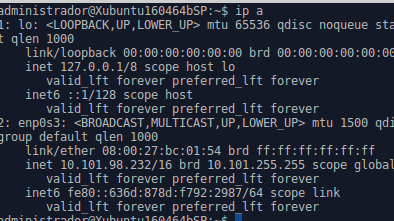 administrador@Xubuntu160464bSP:~$ ip a
1: lo: <LOOPBACK,UP,LOWER_UP> mtu 65536 qdisc noqueue sta
t qlen 1000
link/loopback 00:00:00:00:00:00 brd 00:00:00:00:00:
inet 127.0.0.1/8 scope host lo
valid_lft forever preferred_lft forever
inet6 ::1/128 scope host
valid_lft forever preferred_lft forever
2: enp0s3: <BROADCAST,MULTICAST,UP,LOWER_UP> mtu 1500 qdi
group default qlen 1000
link/ether 08:00:27:bc:01:54 brd ff:ff:ff:ff:ff:ff
inet 10.101.98.232/16 brd 10.101.255.255 scope global
valid_lft forever preferred_lft forever
inet6 fe80::636d:878d:f792:2987/64 scope link
valid_lft forever preferred_lft forever
administrador@Xubuntu160464bSP:~$